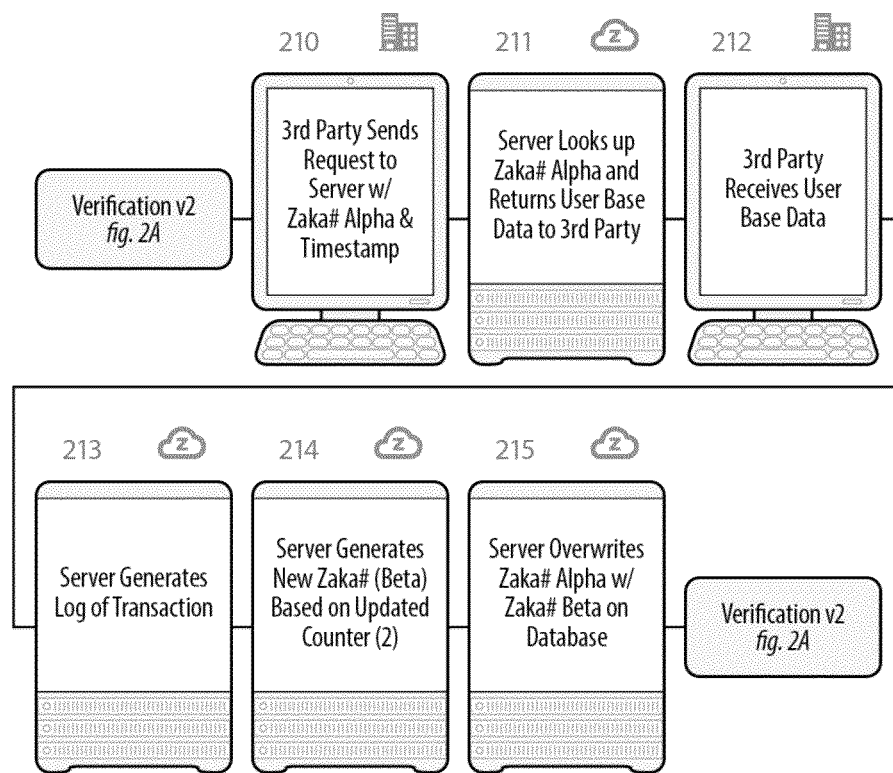 210
211
Z
212
Verification v2
fig. 2A
3rd Party Sends
Request to
Server w/
Zaka# Alpha &
Timestamp
Server Looks up
Zaka# Alpha and
Returns User Base
Data to 3rd Party
3rd Party
Receives User
Base Data
213
Z
214
Z
215
Z
Server Generates
Log of Transaction
Server Generates
New Zaka# (Beta)
Based on Updated
Counter (2)
Server Overwrites
Zaka# Alpha w/
Zaka# Beta on
Database
Verification v2
fig. 2A